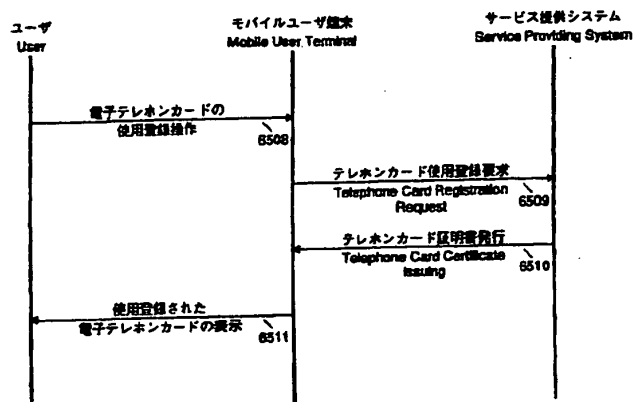 ユーザ
User
モバイルユーザ端末
Mobile User Terminal
サービス提供システム
Service Providing System
電子テレホンカードの
使用登録操作
6508
テレホンカード使用登録要求
Telephone Card Registration
Request
6509
テレホンカード証明書発行
Telephone Card Certificate
Issuing
6510
使用登録された
電子テレホンカードの表示
6511